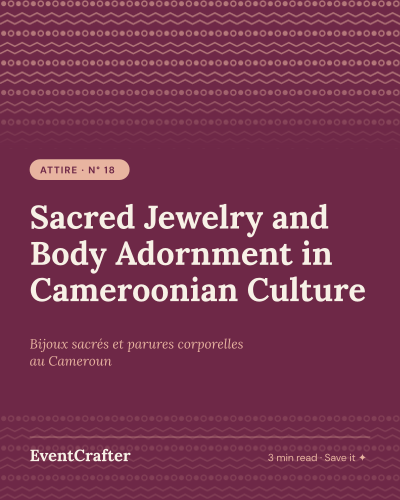 ATTIRE · N° 18
Sacred Jewelry and
Body Adornment in
Cameroonian Culture
Bijoux sacrés et parures corporelles
au Cameroun
EventCrafter
3 min read · Save it ✦